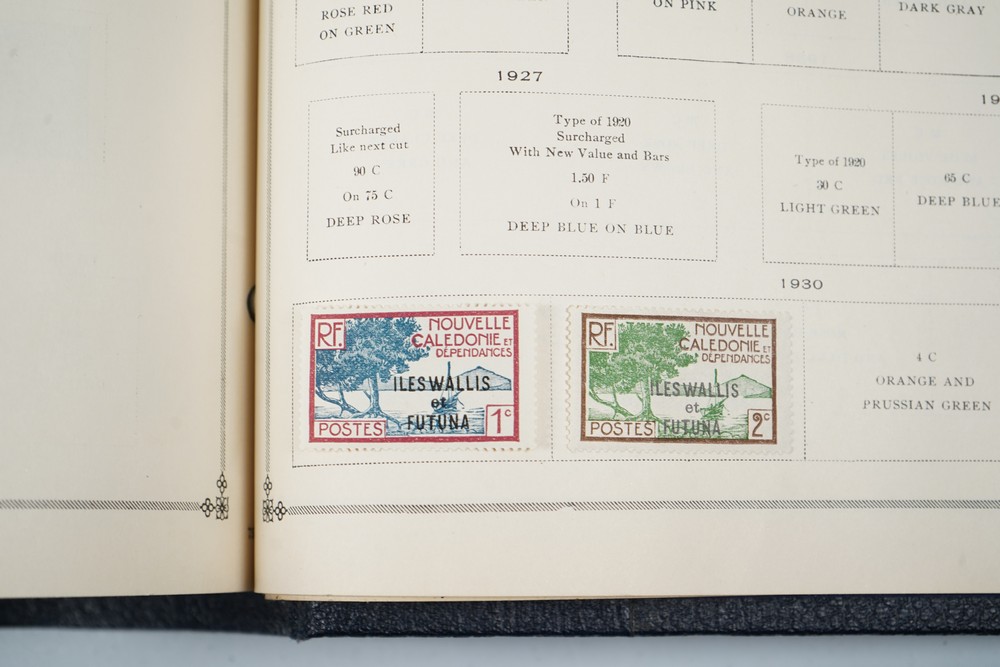 ROSE RED
ON GREEN
ON PINK
ORANGE
DARK GRAY
1927
Surcharged
Like next cut
90 C
On 75 C
DEEP ROSE
Type of 1920
Surcharged
With New Value and Bars
1.50 F
On 1 F
DEEP BLUE ON BLUE
Type of 1920
30 C
LIGHT GREEN
65 C
DEEP BLUE
1930
RF.
NOUVELLE
CALEDONIE ET
DÉPENDANCES
ILES WALLIS
et
FUTUNA
POSTES
1c
RF.
NOUVELLE
CALEDONIE ET
DÉPENDANCES
ILES WALLIS
et
FUTUNA
POSTES
2c
4 C
ORANGE AND
PRUSSIAN GREEN